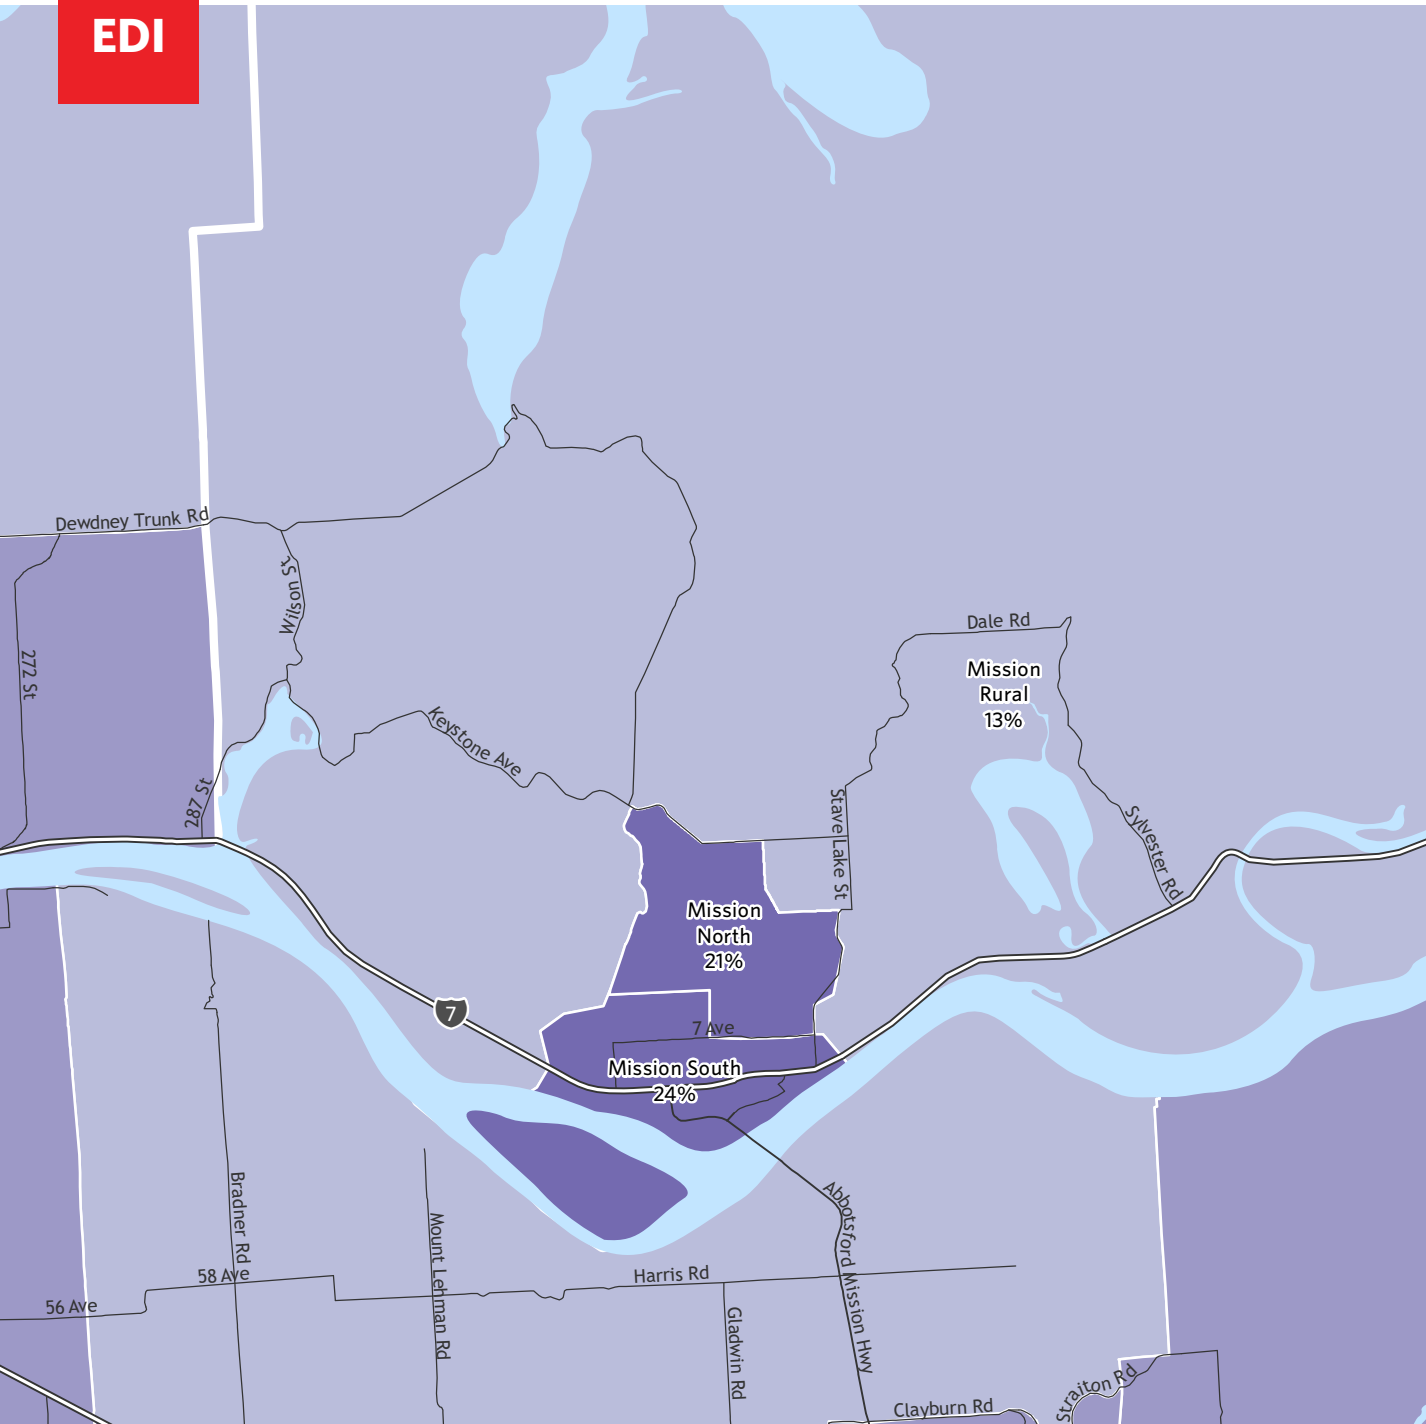 EDI
Dewdney Trunk Rd
Wilson St
272 St
Dale Rd
Mission
Rural
13%
Keystone Ave
287 St
Stave Lake St
Sylvester Rd
Mission
North
21%
7
7 Ave
Mission South
24%
Bradner Rd
Abbotsford Mission Hwy
Mount Lehman Rd
58 Ave
Harris Rd
56 Ave
Gladwin Rd
Straiton Rd
Clayburn Rd